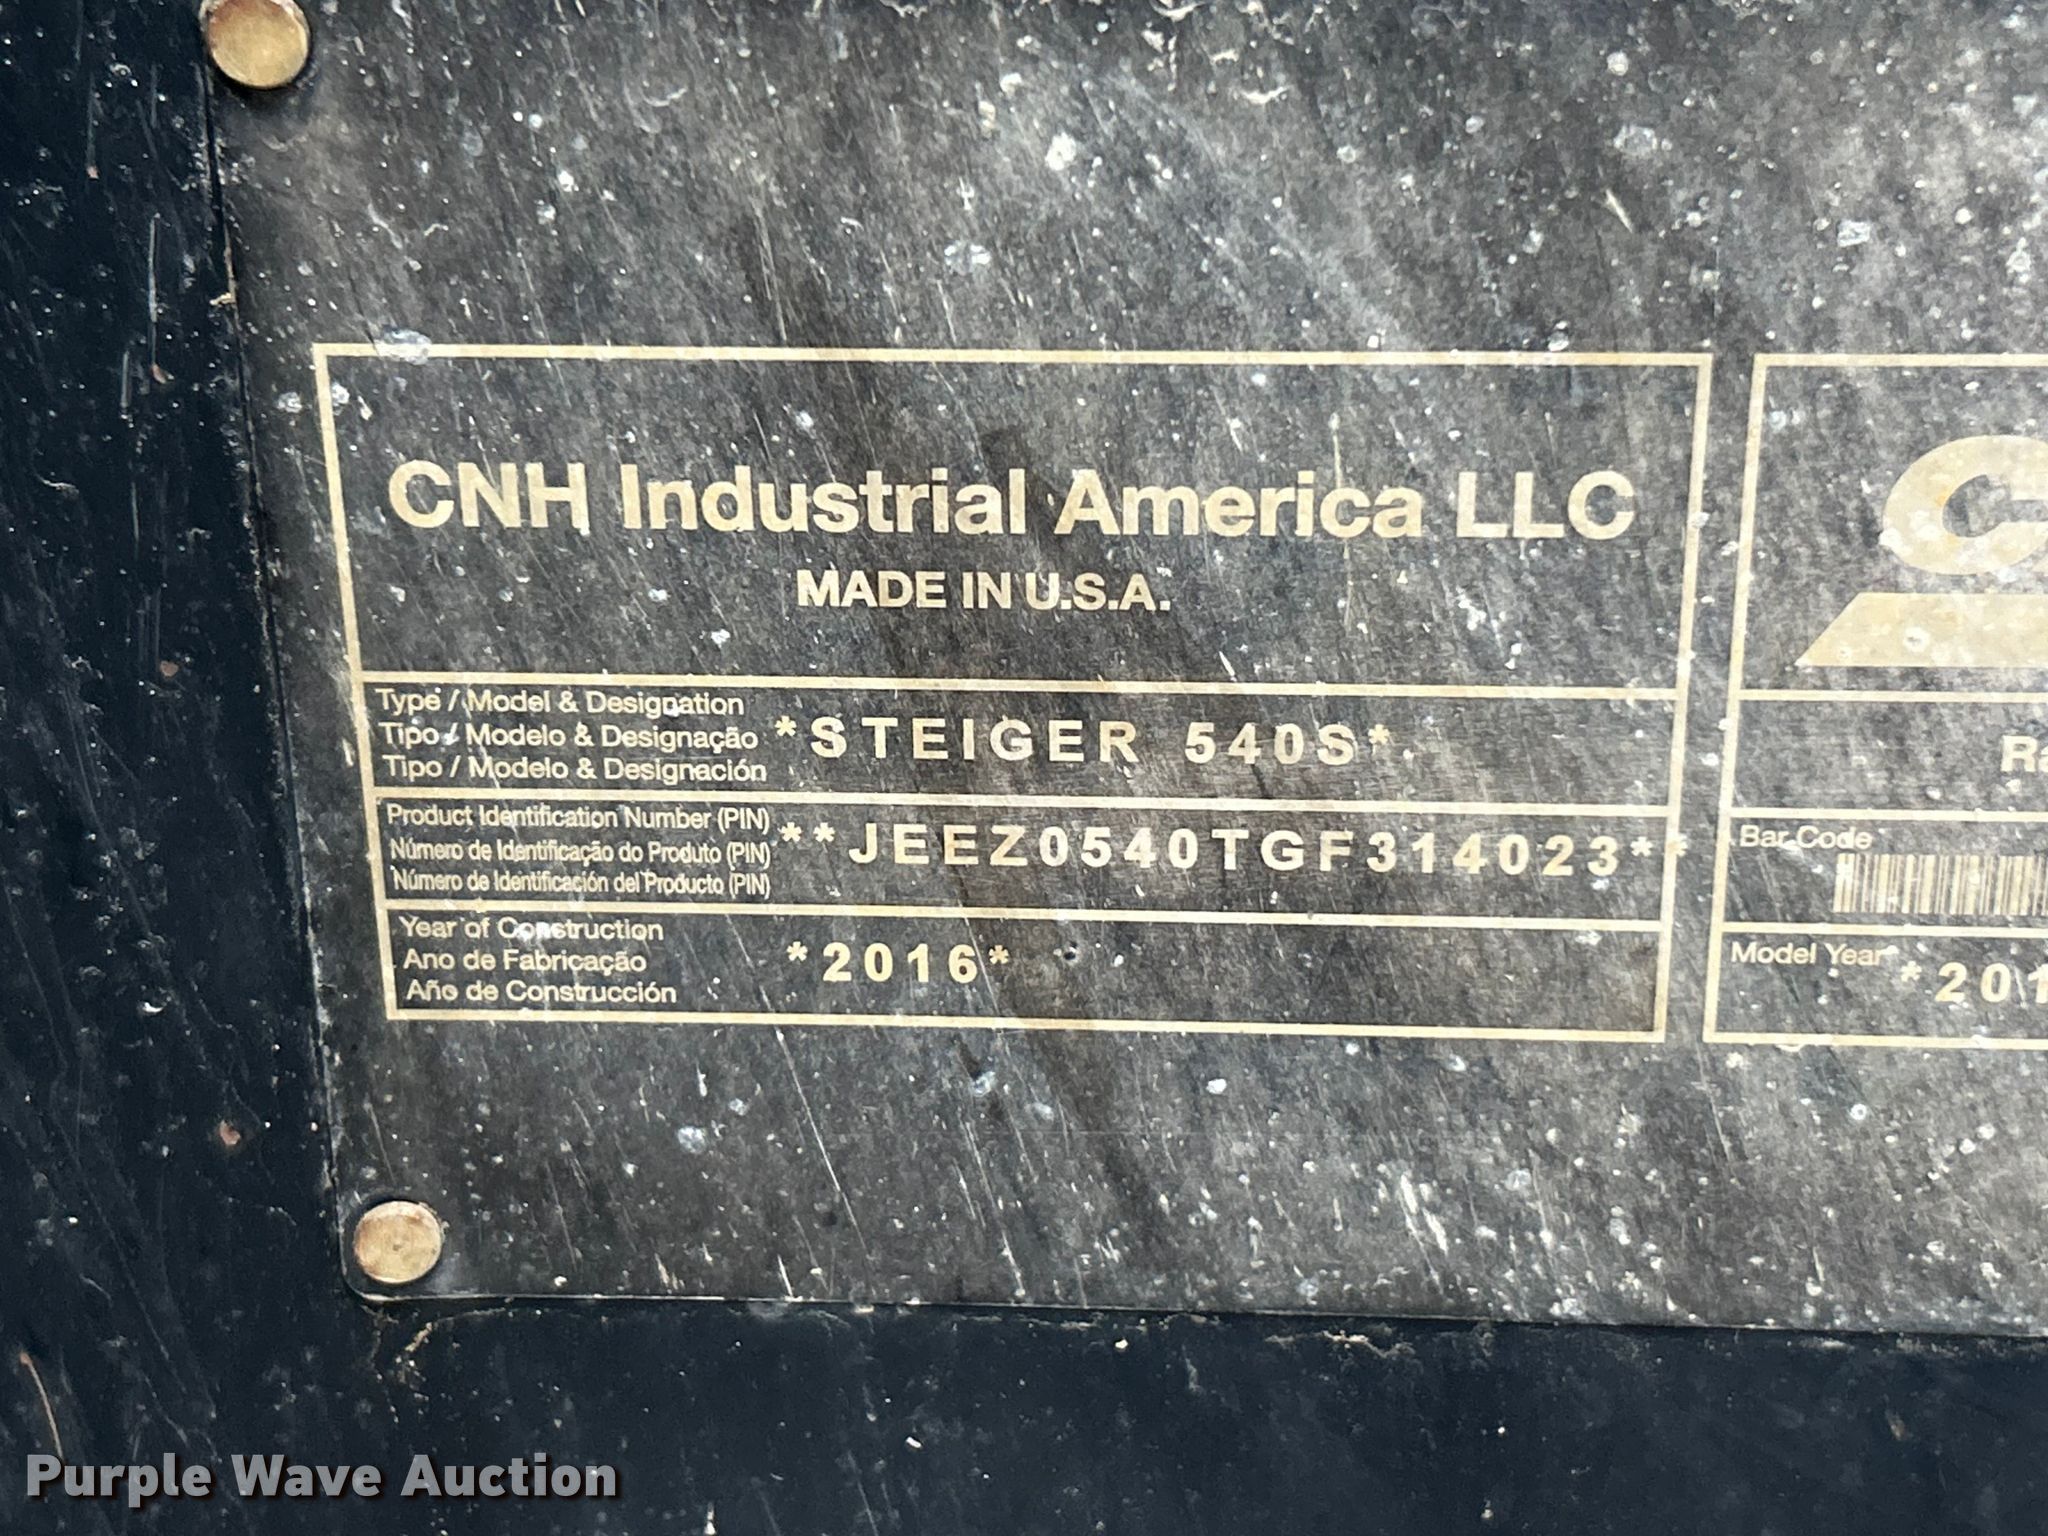 CNH Industrial America LLC
MADE IN U.S.A.
Type / Model & Designation
Tipo / Modelo & Designação
Tipo / Modelo & Designación
*STEIGER 540S*
Product Identification Number (PIN)
Número de Identificação do Produto (PIN)
Número de Identificación del Producto (PIN)
**JEEZ0540TGF314023**
Year of Construction
Ano de Fabricação
Año de Construcción
*2016*
Ra
Bar Code
Model Year
*201
Purple Wave Auction